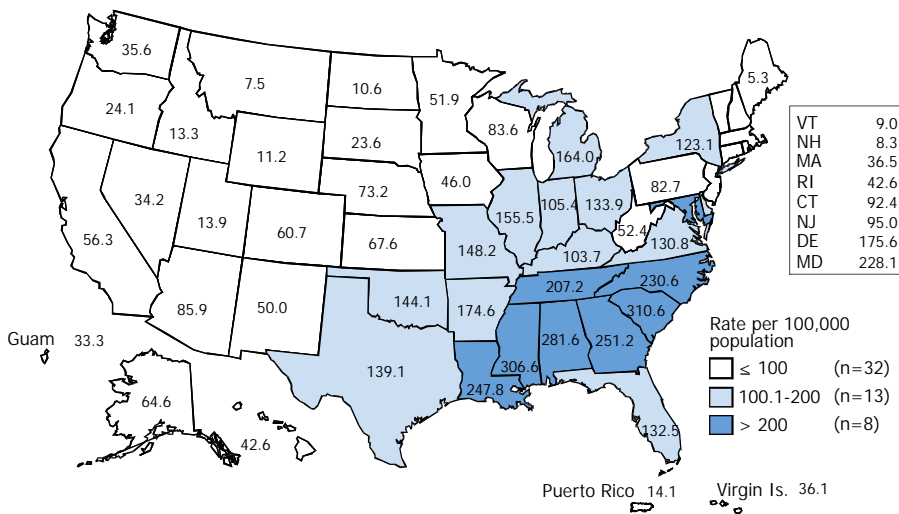 35.6
7.5
10.6
51.9
5.3
24.1
13.3
11.2
23.6
83.6
164.0
123.1
VT 9.0
NH 8.3
MA 36.5
RI 42.6
CT 92.4
NJ 95.0
DE 175.6
MD 228.1
34.2
13.9
60.7
73.2
46.0
155.5
105.4
133.9
82.7
56.3
67.6
148.2
103.7
52.4
130.8
85.9
50.0
144.1
174.6
207.2
230.6
310.6
139.1
247.8
306.6
281.6
251.2
132.5
Guam 33.3
64.6
42.6
Rate per 100,000
population
≤ 100 (n=32)
100.1-200 (n=13)
> 200 (n=8)
Puerto Rico 14.1 Virgin Is. 36.1